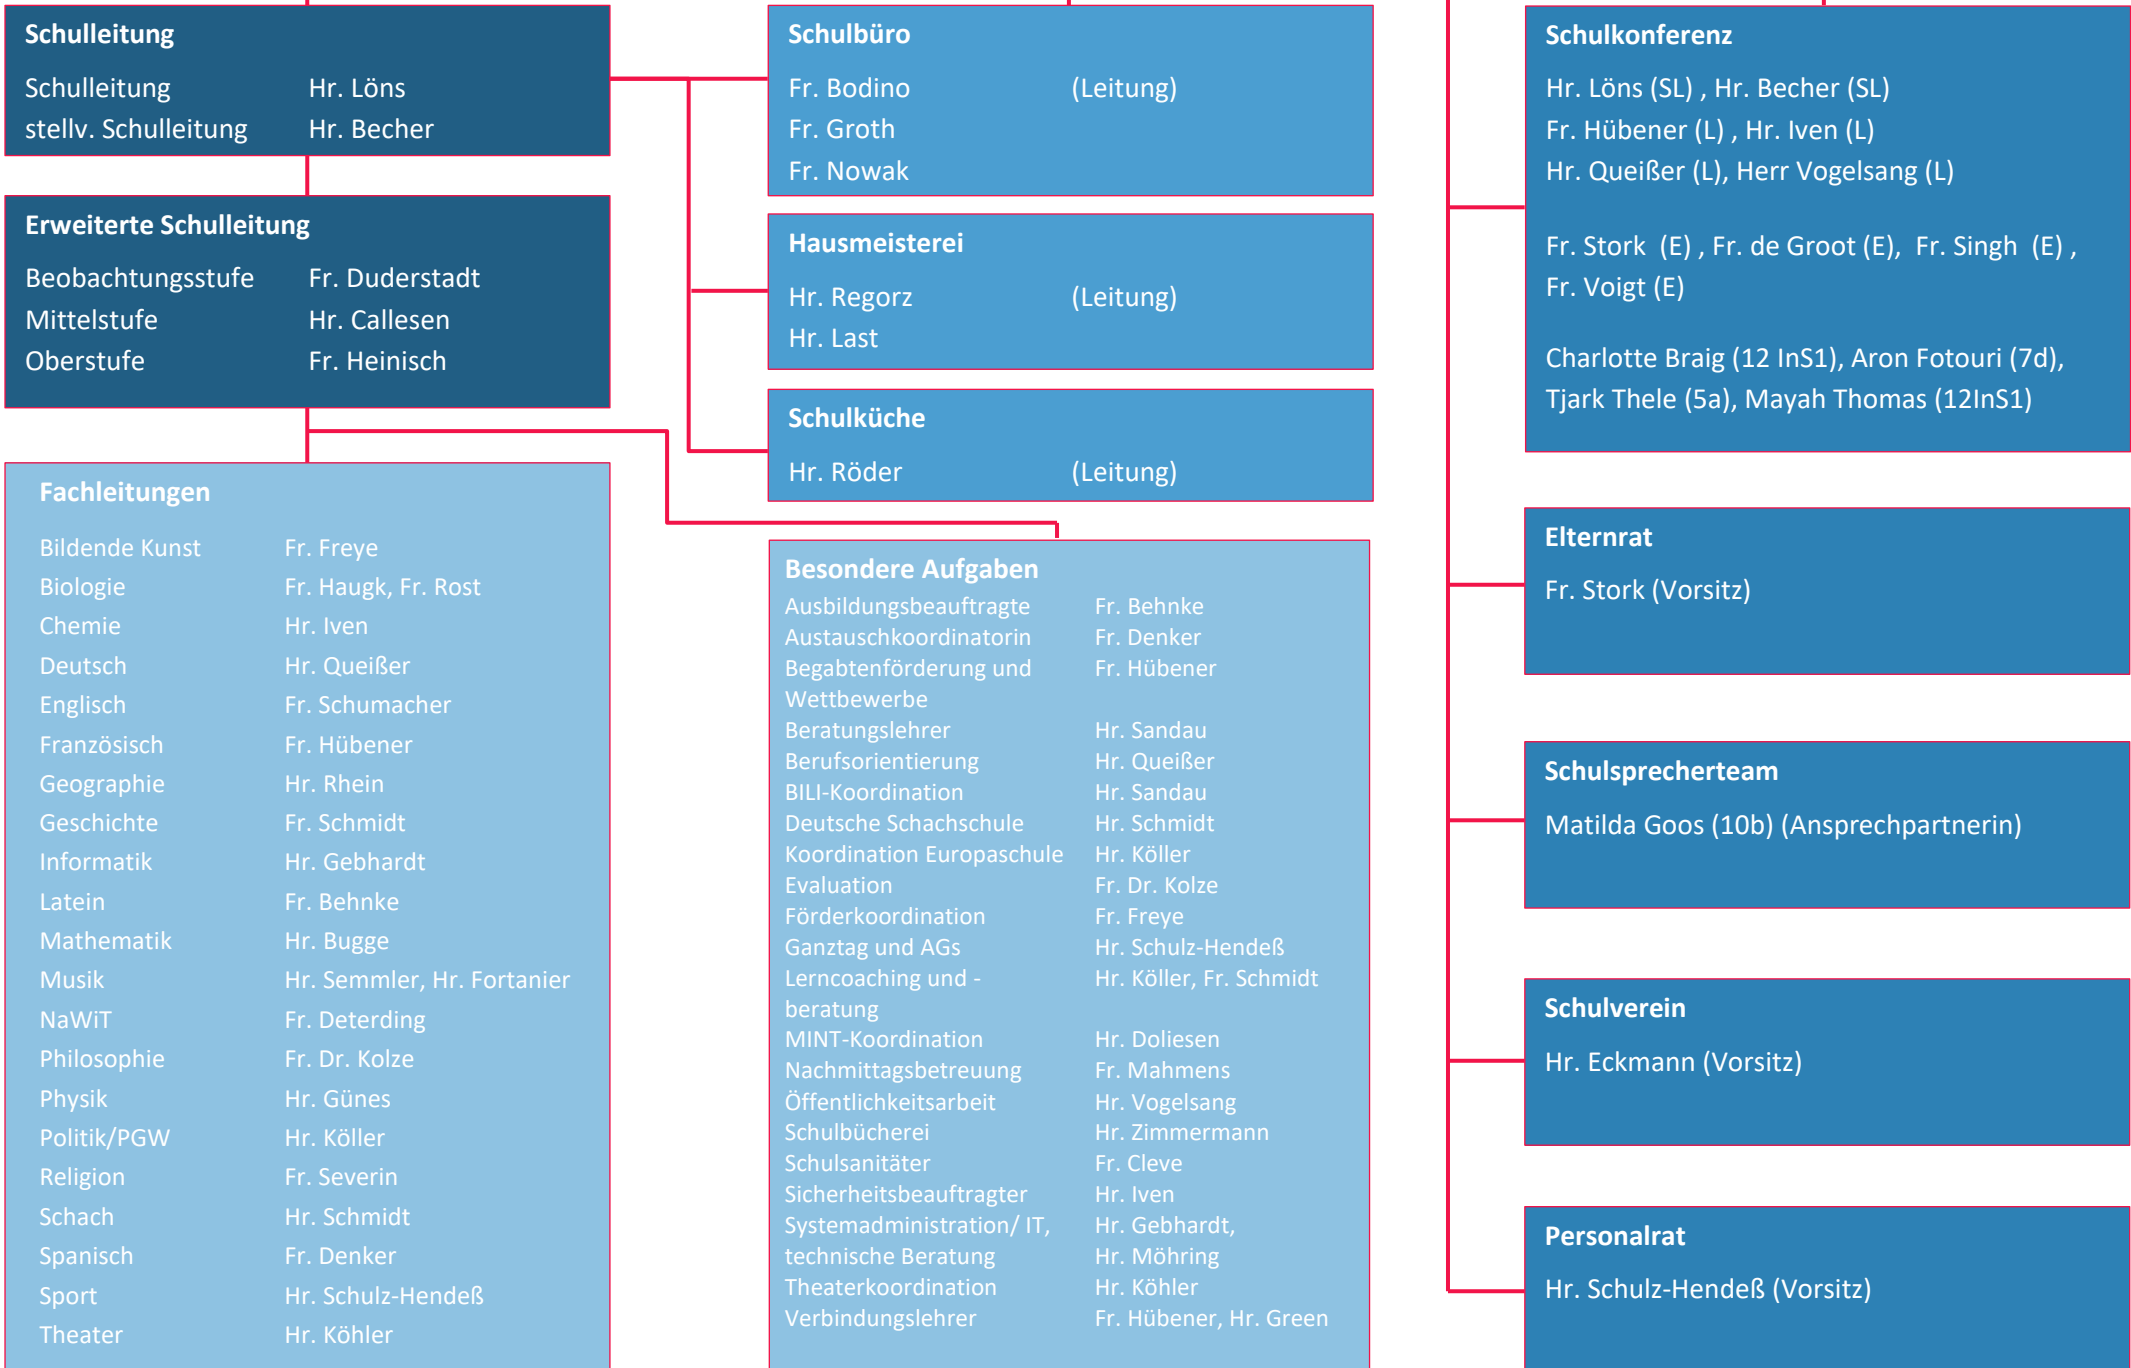 Schulleitung
Schulleitung Hr. Löns
stellv. Schulleitung Hr. Becher
Erweiterte Schulleitung
Beobachtungsstufe Fr. Duderstadt
Mittelstufe Hr. Callesen
Oberstufe Fr. Heinisch
Fachleitungen
Bildende Kunst Fr. Freye
Biologie Fr. Haugk, Fr. Rost
Chemie Hr. Iven
Deutsch Hr. Queißer
Englisch Fr. Schumacher
Französisch Fr. Hübener
Geographie Hr. Rhein
Geschichte Fr. Schmidt
Informatik Hr. Gebhardt
Latein Fr. Behnke
Mathematik Hr. Bugge
Musik Hr. Semmler, Hr. Fortanier
NaWiT Fr. Deterding
Philosophie Fr. Dr. Kolze
Physik Hr. Günes
Politik/PGW Hr. Köller
Religion Fr. Severin
Schach Hr. Schmidt
Spanisch Fr. Denker
Sport Hr. Schulz-Hendeß
Theater Hr. Köhler
Schulbüro
Fr. Bodino (Leitung)
Fr. Groth
Fr. Nowak
Hausmeisterei
Hr. Regorz (Leitung)
Hr. Last
Schulküche
Hr. Röder (Leitung)
Besondere Aufgaben
Ausbildungsbeauftragte Fr. Behnke
Austauschkoordinatorin Fr. Denker
Begabtenförderung und Fr. Hübener
Wettbewerbe
Beratungslehrer Hr. Sandau
Berufsorientierung Hr. Queißer
BILI-Koordination Hr. Sandau
Deutsche Schachschule Hr. Schmidt
Koordination Europaschule Hr. Köller
Evaluation Fr. Dr. Kolze
Förderkoordination Fr. Freye
Ganztag und AGs Hr. Schulz-Hendeß
Lerncoaching und - Hr. Köller, Fr. Schmidt
beratung
MINT-Koordination Hr. Doliesen
Nachmittagsbetreuung Fr. Mahmens
Öffentlichkeitsarbeit Hr. Vogelsang
Schulbücherei Hr. Zimmermann
Schulsanitäter Fr. Cleve
Sicherheitsbeauftragter Hr. Iven
Systemadministration/ IT, Hr. Gebhardt,
technische Beratung Hr. Möhring
Theaterkoordination Hr. Köhler
Verbindungslehrer Fr. Hübener, Hr. Green
Schulkonferenz
Hr. Löns (SL) , Hr. Becher (SL)
Fr. Hübener (L) , Hr. Iven (L)
Hr. Queißer (L), Herr Vogelsang (L)
Fr. Stork (E) , Fr. de Groot (E), Fr. Singh (E) ,
Fr. Voigt (E)
Charlotte Braig (12 InS1), Aron Fotouri (7d),
Tjark Thele (5a), Mayah Thomas (12InS1)
Elternrat
Fr. Stork (Vorsitz)
Schulsprecherteam
Matilda Goos (10b) (Ansprechpartnerin)
Schulverein
Hr. Eckmann (Vorsitz)
Personalrat
Hr. Schulz-Hendeß (Vorsitz)